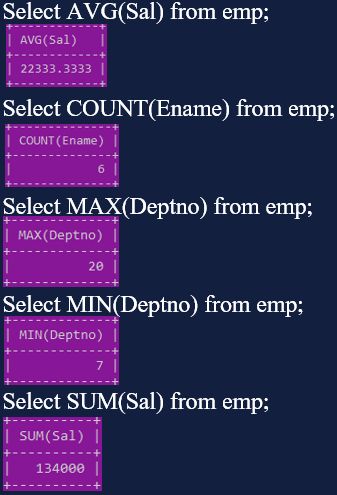 Select AVG(Sal) from emp;
+------------+
| AVG(Sal)   |
+------------+
| 22333.3333 |
+------------+
Select COUNT(Ename) from emp;
+--------------+
| COUNT(Ename) |
+--------------+
|            6 |
+--------------+
Select MAX(Deptno) from emp;
+-------------+
| MAX(Deptno) |
+-------------+
|          20 |
+-------------+
Select MIN(Deptno) from emp;
+-------------+
| MIN(Deptno) |
+-------------+
|           7 |
+-------------+
Select SUM(Sal) from emp;
+----------+
| SUM(Sal) |
+----------+
|   134000 |
+----------+